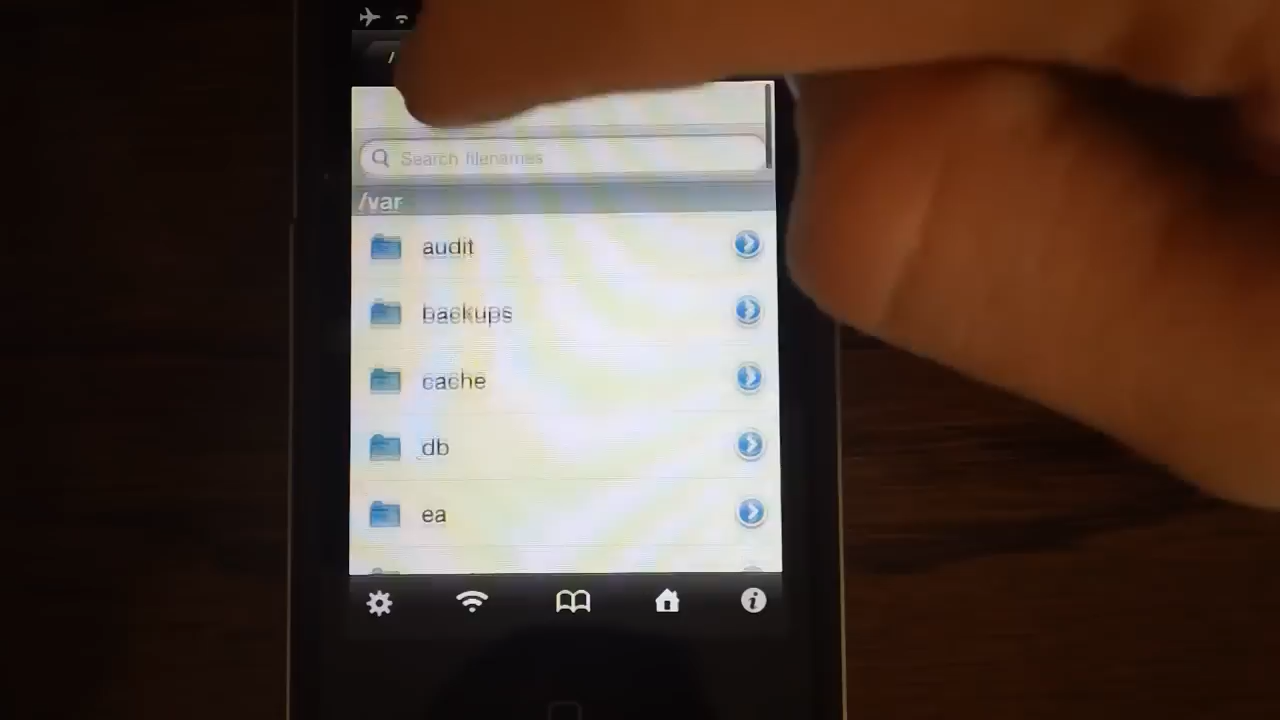 /
Search filenames
/var
audit
backups
cache
db
ea